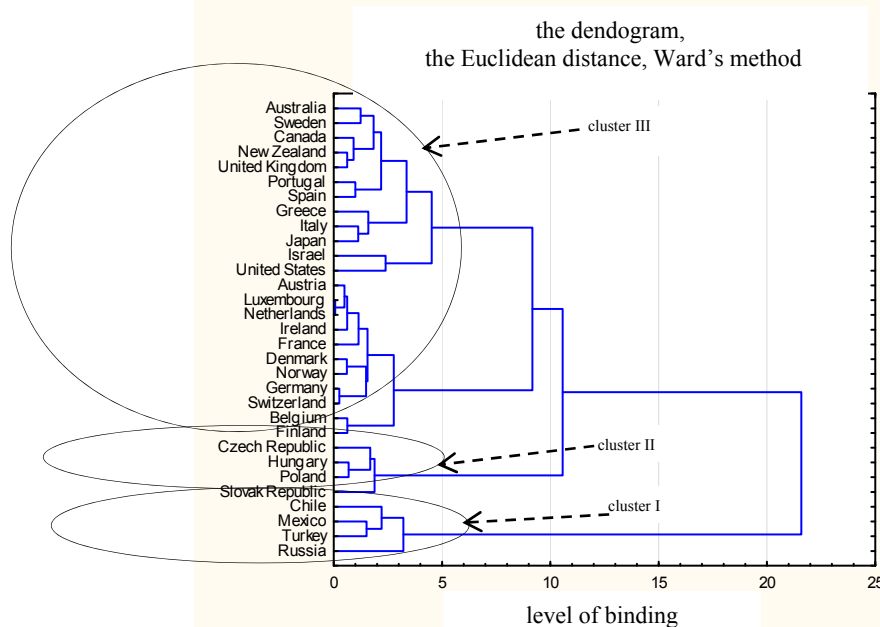 the dendogram,
the Euclidean distance, Ward's method
Australia
Sweden
Canada
New Zealand
United Kingdom
Portugal
Spain
Greece
Italy
Japan
Israel
United States
Austria
Luxembourg
Netherlands
Ireland
France
Denmark
Norway
Germany
Switzerland
Belgium
Finland
Czech Republic
Hungary
Poland
Slovak Republic
Chile
Mexico
Turkey
Russia
cluster III
cluster II
cluster I
0 5 10 15 20 25
level of binding